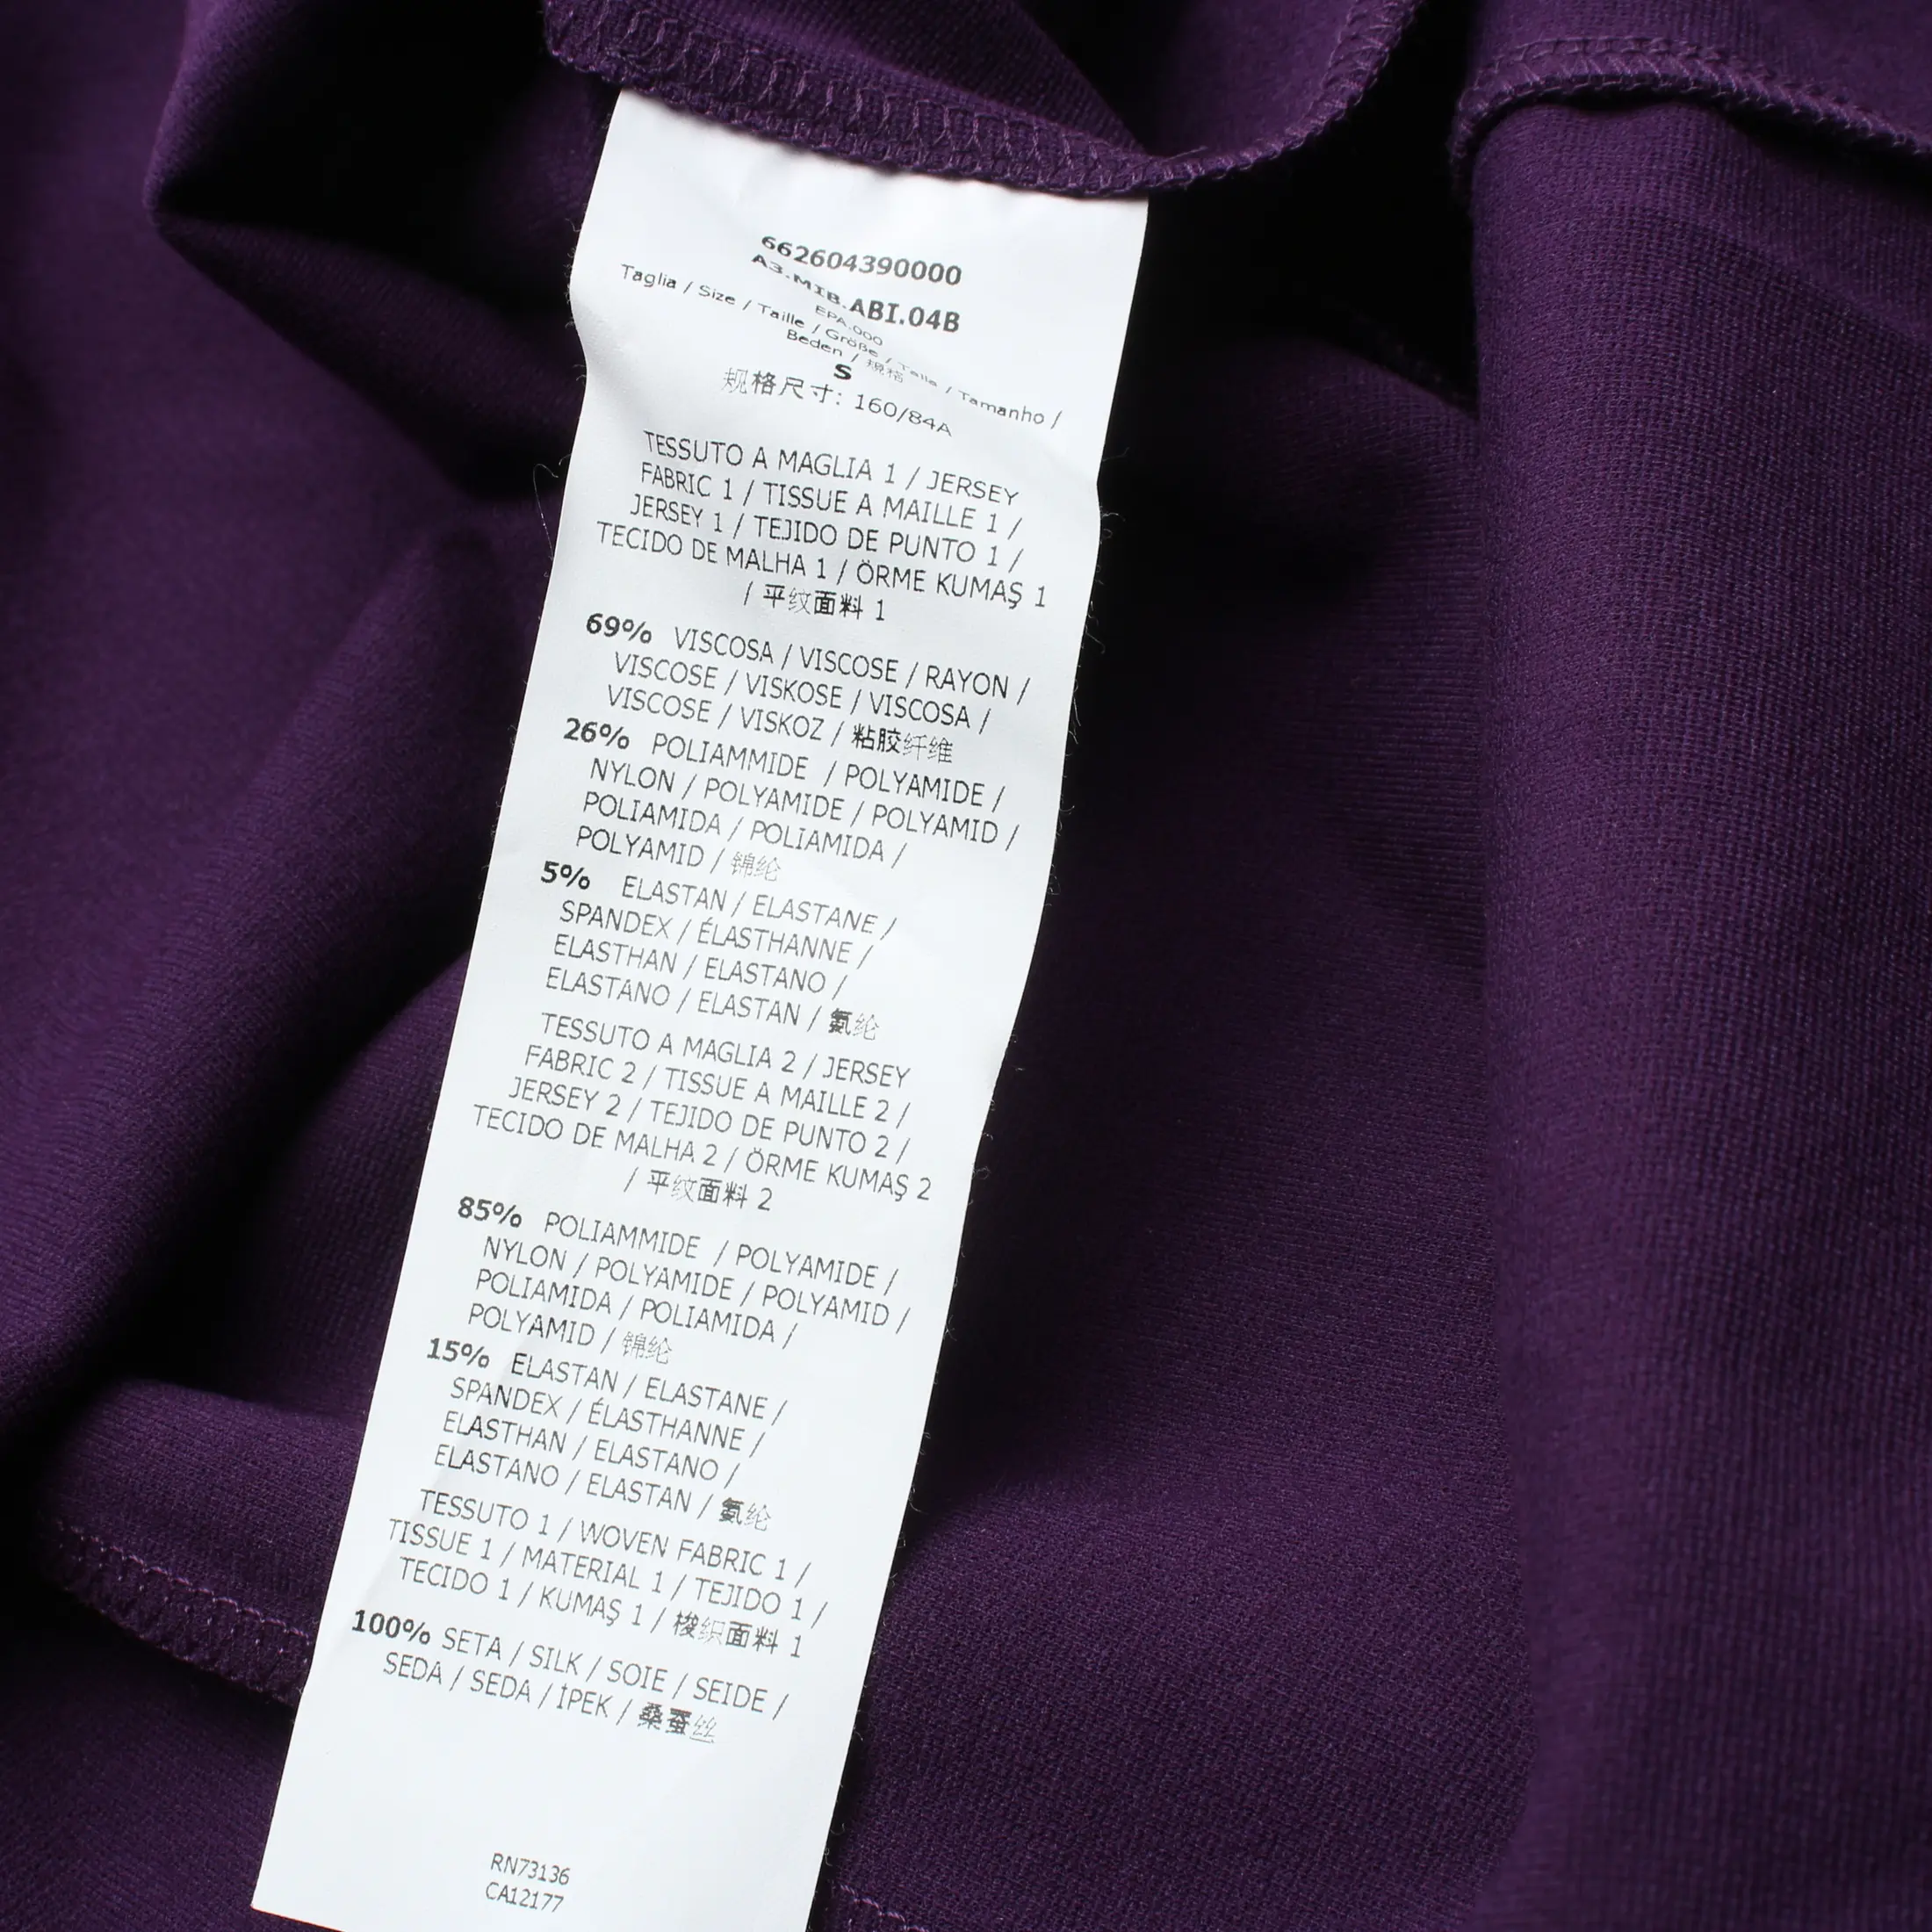 662604390000
A3.MIB.ABI.04B
EPA.000
Taglia / Size / Taille / Größe / Talla / Tamanho /
Beden / 规格
S
规格尺寸: 160/84A
TESSUTO A MAGLIA 1 / JERSEY
FABRIC 1 / TISSUE A MAILLE 1 /
JERSEY 1 / TEJIDO DE PUNTO 1 /
TECIDO DE MALHA 1 / ÖRME KUMAŞ 1
/ 平纹面料 1
69% VISCOSA / VISCOSE / RAYON /
VISCOSE / VISKOSE / VISCOSA /
VISCOSE / VISKOZ / 粘胶纤维
26% POLIAMMIDE / POLYAMIDE /
NYLON / POLYAMIDE / POLYAMID /
POLIAMIDA / POLIAMIDA /
POLYAMID / 锦纶
5% ELASTAN / ELASTANE /
SPANDEX / ÉLASTHANNE /
ELASTHAN / ELASTANO /
ELASTANO / ELASTAN / 氨纶
TESSUTO A MAGLIA 2 / JERSEY
FABRIC 2 / TISSUE A MAILLE 2 /
JERSEY 2 / TEJIDO DE PUNTO 2 /
TECIDO DE MALHA 2 / ÖRME KUMAŞ 2
/ 平纹面料 2
85% POLIAMMIDE / POLYAMIDE /
NYLON / POLYAMIDE / POLYAMID /
POLIAMIDA / POLIAMIDA /
POLYAMID / 锦纶
15% ELASTAN / ELASTANE /
SPANDEX / ÉLASTHANNE /
ELASTHAN / ELASTANO /
ELASTANO / ELASTAN / 氨纶
TESSUTO 1 / WOVEN FABRIC 1 /
TISSUE 1 / MATERIAL 1 / TEJIDO 1 /
TECIDO 1 / KUMAŞ 1 / 梭织面料 1
100% SETA / SILK / SOIE / SEIDE /
SEDA / SEDA / İPEK / 桑蚕丝
RN73136
CA12177